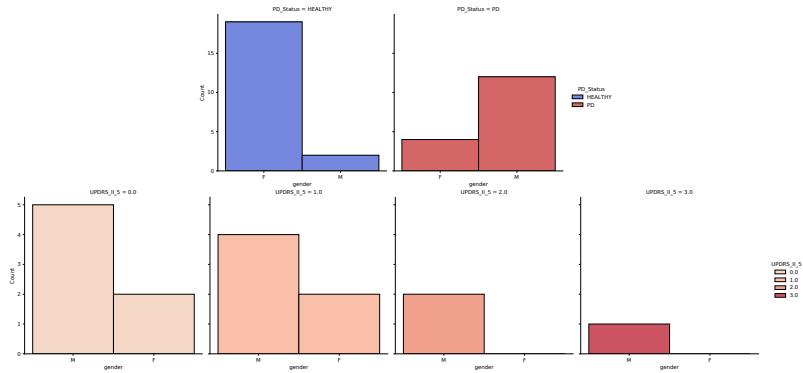 PD_Status = HEALTHY
PD_Status = PD
Count
15
10
5
0
F
M
gender
F
M
gender
PD_Status
HEALTHY
PD
UPDRS_II_5 = 0.0
UPDRS_II_5 = 1.0
UPDRS_II_5 = 2.0
UPDRS_II_5 = 3.0
Count
5
4
3
2
1
0
M
F
gender
M
F
gender
M
F
gender
M
F
gender
UPDRS_II_5
0.0
1.0
2.0
3.0